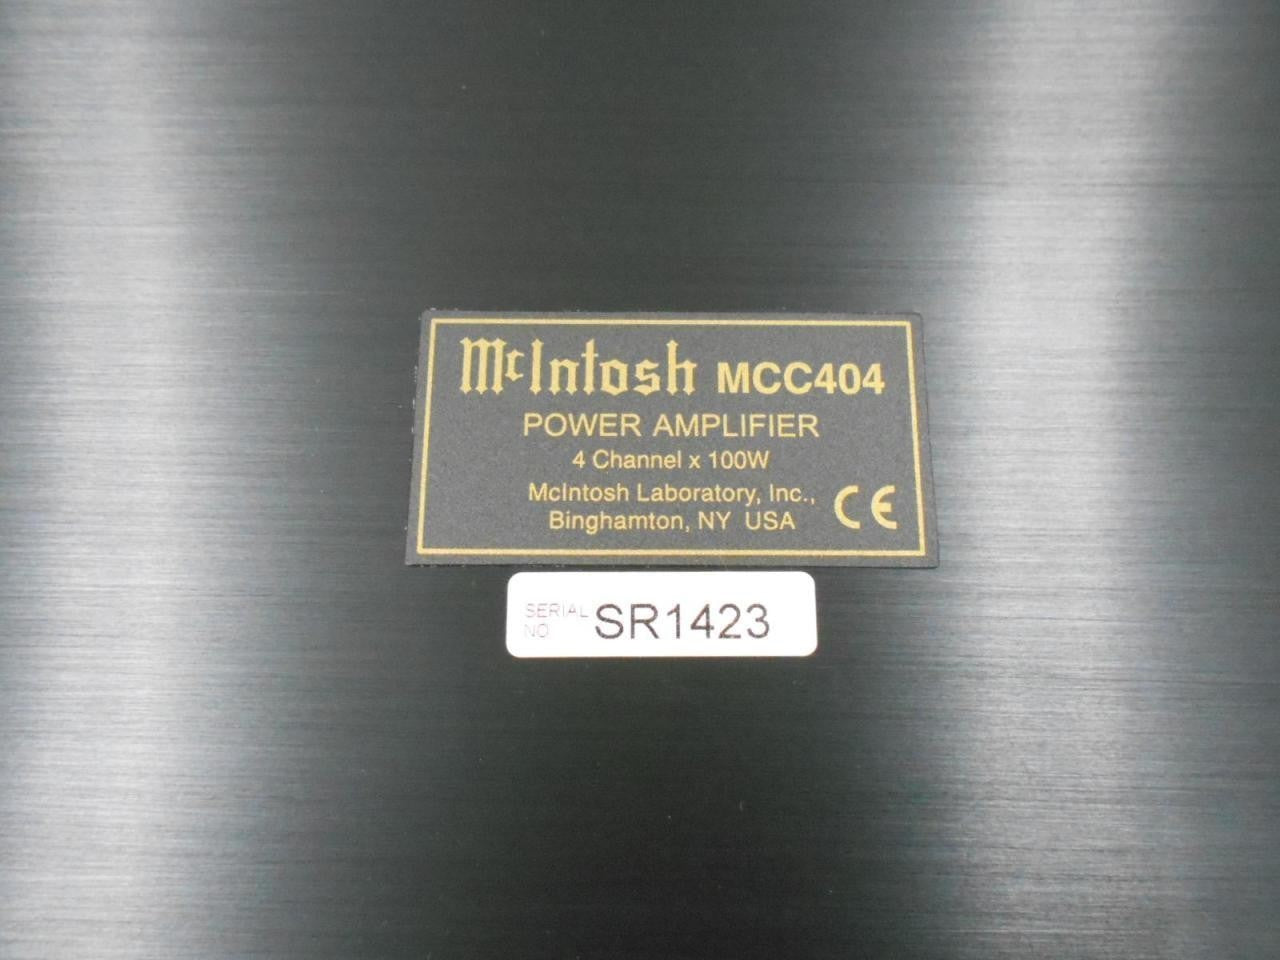 McIntosh MCC404
POWER AMPLIFIER
4 Channel x 100W
McIntosh Laboratory, Inc.,
Binghamton, NY USA
CE
SERIAL NO SR1423